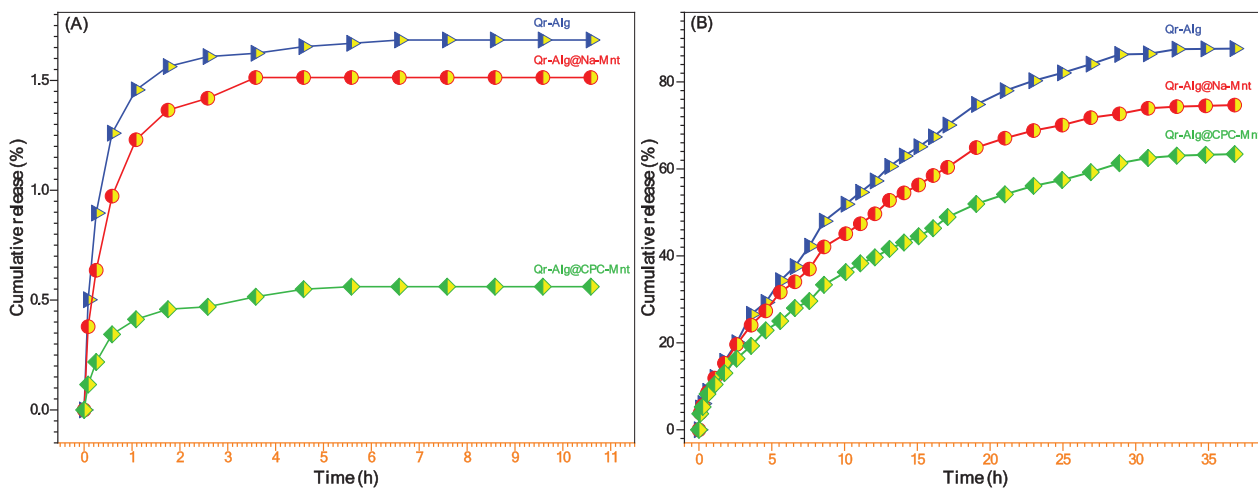 (A)
Qr-Alg
Qr-Alg@Na-Mnt
Qr-Alg@CPC-Mnt
Cumulative release (%)
1.5
1.0
0.5
0.0
0 1 2 3 4 5 6 7 8 9 10 11
Time (h)
(B)
Qr-Alg
Qr-Alg@Na-Mnt
Qr-Alg@CPC-Mn
Cumulative release (%)
80
60
40
20
0
0 5 10 15 20 25 30 35
Time (h)